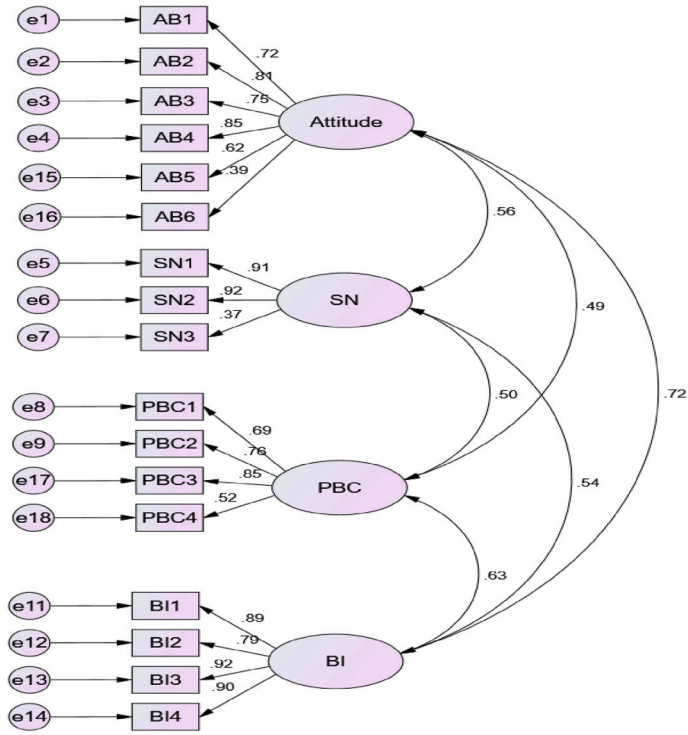 e1 AB1
.72
e2 AB2
.81
e3 AB3
.75
Attitude
e4 AB4
.85
.62
e15 AB5
.39
e16 AB6
.56
e5 SN1
.91
e6 SN2
.92
SN
.49
e7 SN3
.37
.50
.72
e8 PBC1
.69
e9 PBC2
.76
e17 PBC3
.85
PBC
.54
e18 PBC4
.52
.63
e11 BI1
.89
e12 BI2
.79
BI
e13 BI3
.92
e14 BI4
.90